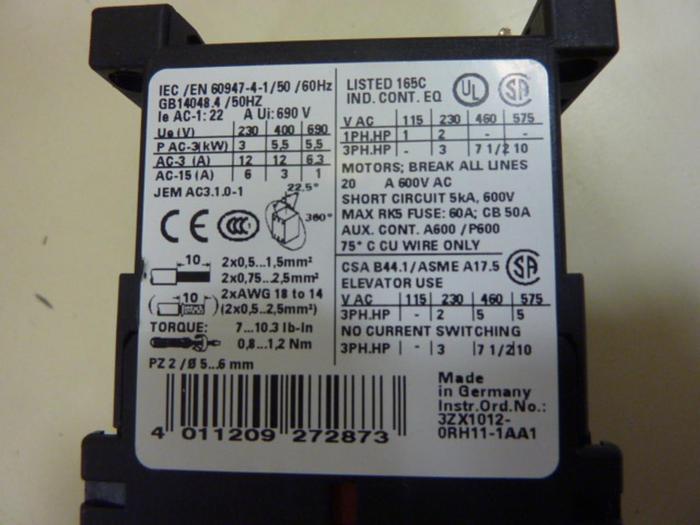 IEC /EN 60947-4-1/50 /60Hz
GB14048.4 /50HZ
Ie AC-1: 22 A Ui: 690 V
Ue (V) 230 400 690
P AC-3(kW) 3 5,5 5,5
AC-3 (A) 12 12 6,3
AC-15 (A) 6 3 1
JEM AC3.1.0-1
22,5°
360°
CE CCC
10 2x0,5...1,5mm²
2x0,75...2,5mm²
10 2xAWG 18 to 14
(2x0,5...2,5mm²)
TORQUE: 7...10.3 lb-in
0,8...1,2 Nm
PZ 2 / Ø 5...6 mm
4 011209 272873
LISTED 165C
IND. CONT. EQ
UL SA
V AC 115 230 460 575
1PH.HP 1 2 - -
3PH.HP - 3 7 1/2 10
MOTORS; BREAK ALL LINES
20 A 600V AC
SHORT CIRCUIT 5kA, 600V
MAX RK5 FUSE: 60A; CB 50A
AUX. CONT. A600 / P600
75° C CU WIRE ONLY
CSA B44.1/ASME A17.5
ELEVATOR USE
SA
V AC 115 230 460 575
3PH.HP - 2 5 5
NO CURRENT SWITCHING
3PH.HP - 3 7 1/2 10
Made
in Germany
Instr.Ord.No.:
3ZX1012-
0RH11-1AA1